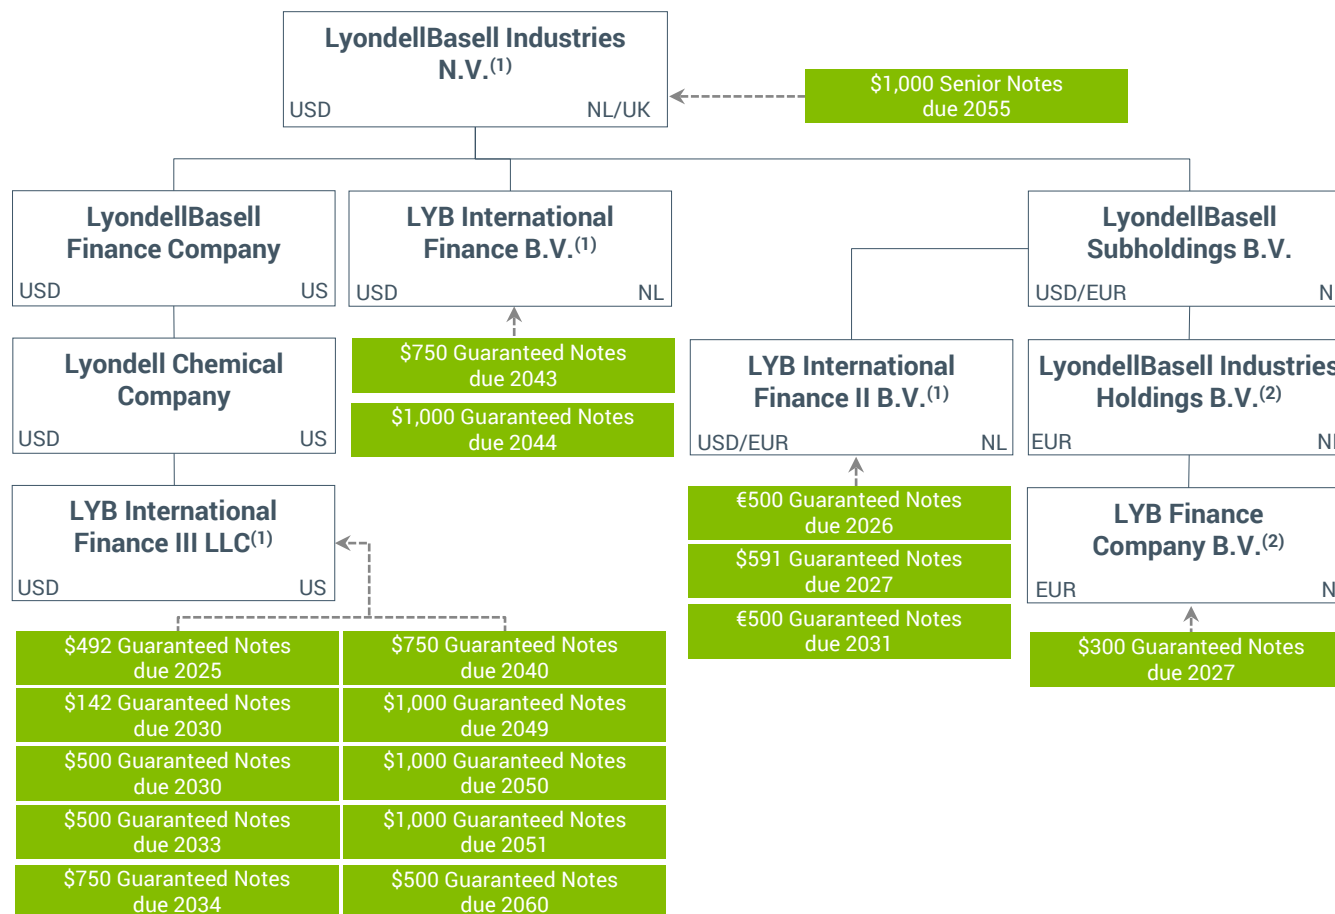 LyondellBasell Industries
N.V.(1)
USD NL/UK
$1,000 Senior Notes
due 2055
LyondellBasell
Finance Company
USD US
LYB International
Finance B.V.(1)
USD NL
LyondellBasell
Subholdings B.V.
USD/EUR N
$750 Guaranteed Notes
due 2043
$1,000 Guaranteed Notes
due 2044
Lyondell Chemical
Company
USD US
LYB International
Finance II B.V.(1)
USD/EUR NL
LyondellBasell Industries
Holdings B.V.(2)
EUR NL
LYB International
Finance III LLC(1)
USD US
€500 Guaranteed Notes
due 2026
$591 Guaranteed Notes
due 2027
€500 Guaranteed Notes
due 2031
LYB Finance
Company B.V.(2)
EUR N
$300 Guaranteed Notes
due 2027
$492 Guaranteed Notes
due 2025
$142 Guaranteed Notes
due 2030
$500 Guaranteed Notes
due 2030
$500 Guaranteed Notes
due 2033
$750 Guaranteed Notes
due 2034
$750 Guaranteed Notes
due 2040
$1,000 Guaranteed Notes
due 2049
$1,000 Guaranteed Notes
due 2050
$1,000 Guaranteed Notes
due 2051
$500 Guaranteed Notes
due 2060